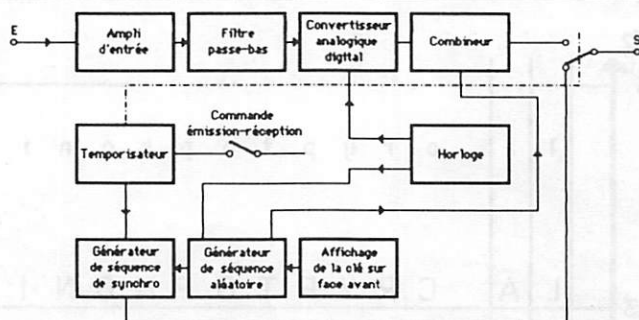 E
Ampli
d'entrée
Filtre
passe-bas
Convertisseur
analogique
digital
Combineur
S
Commande
émission-réception
Temporisateur
Horloge
Générateur
de séquence
de synchro
Générateur
de séquence
aléatoire
Affichage
de la clé sur
face avant